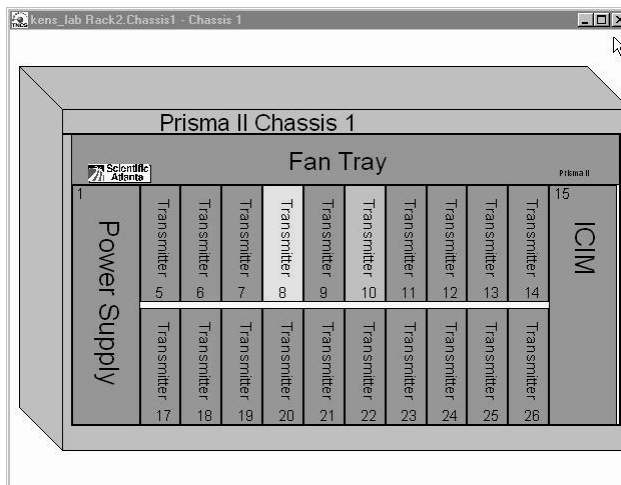 kens_lab Rack2.Chassis1 - Chassis 1
Prisma II Chassis 1
Scientific
Atlanta
Fan Tray
Prisma II
1
Power Supply
Transmitter 5
Transmitter 6
Transmitter 7
Transmitter 8
Transmitter 9
Transmitter 10
Transmitter 11
Transmitter 12
Transmitter 13
Transmitter 14
15
ICIM
Transmitter 17
Transmitter 18
Transmitter 19
Transmitter 20
Transmitter 21
Transmitter 22
Transmitter 23
Transmitter 24
Transmitter 25
Transmitter 26